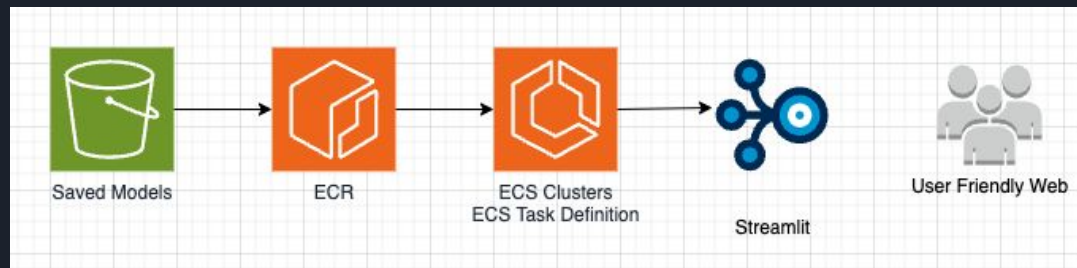 Saved Models
ECR
ECS Clusters
ECS Task Definition
Streamlit
User Friendly Web